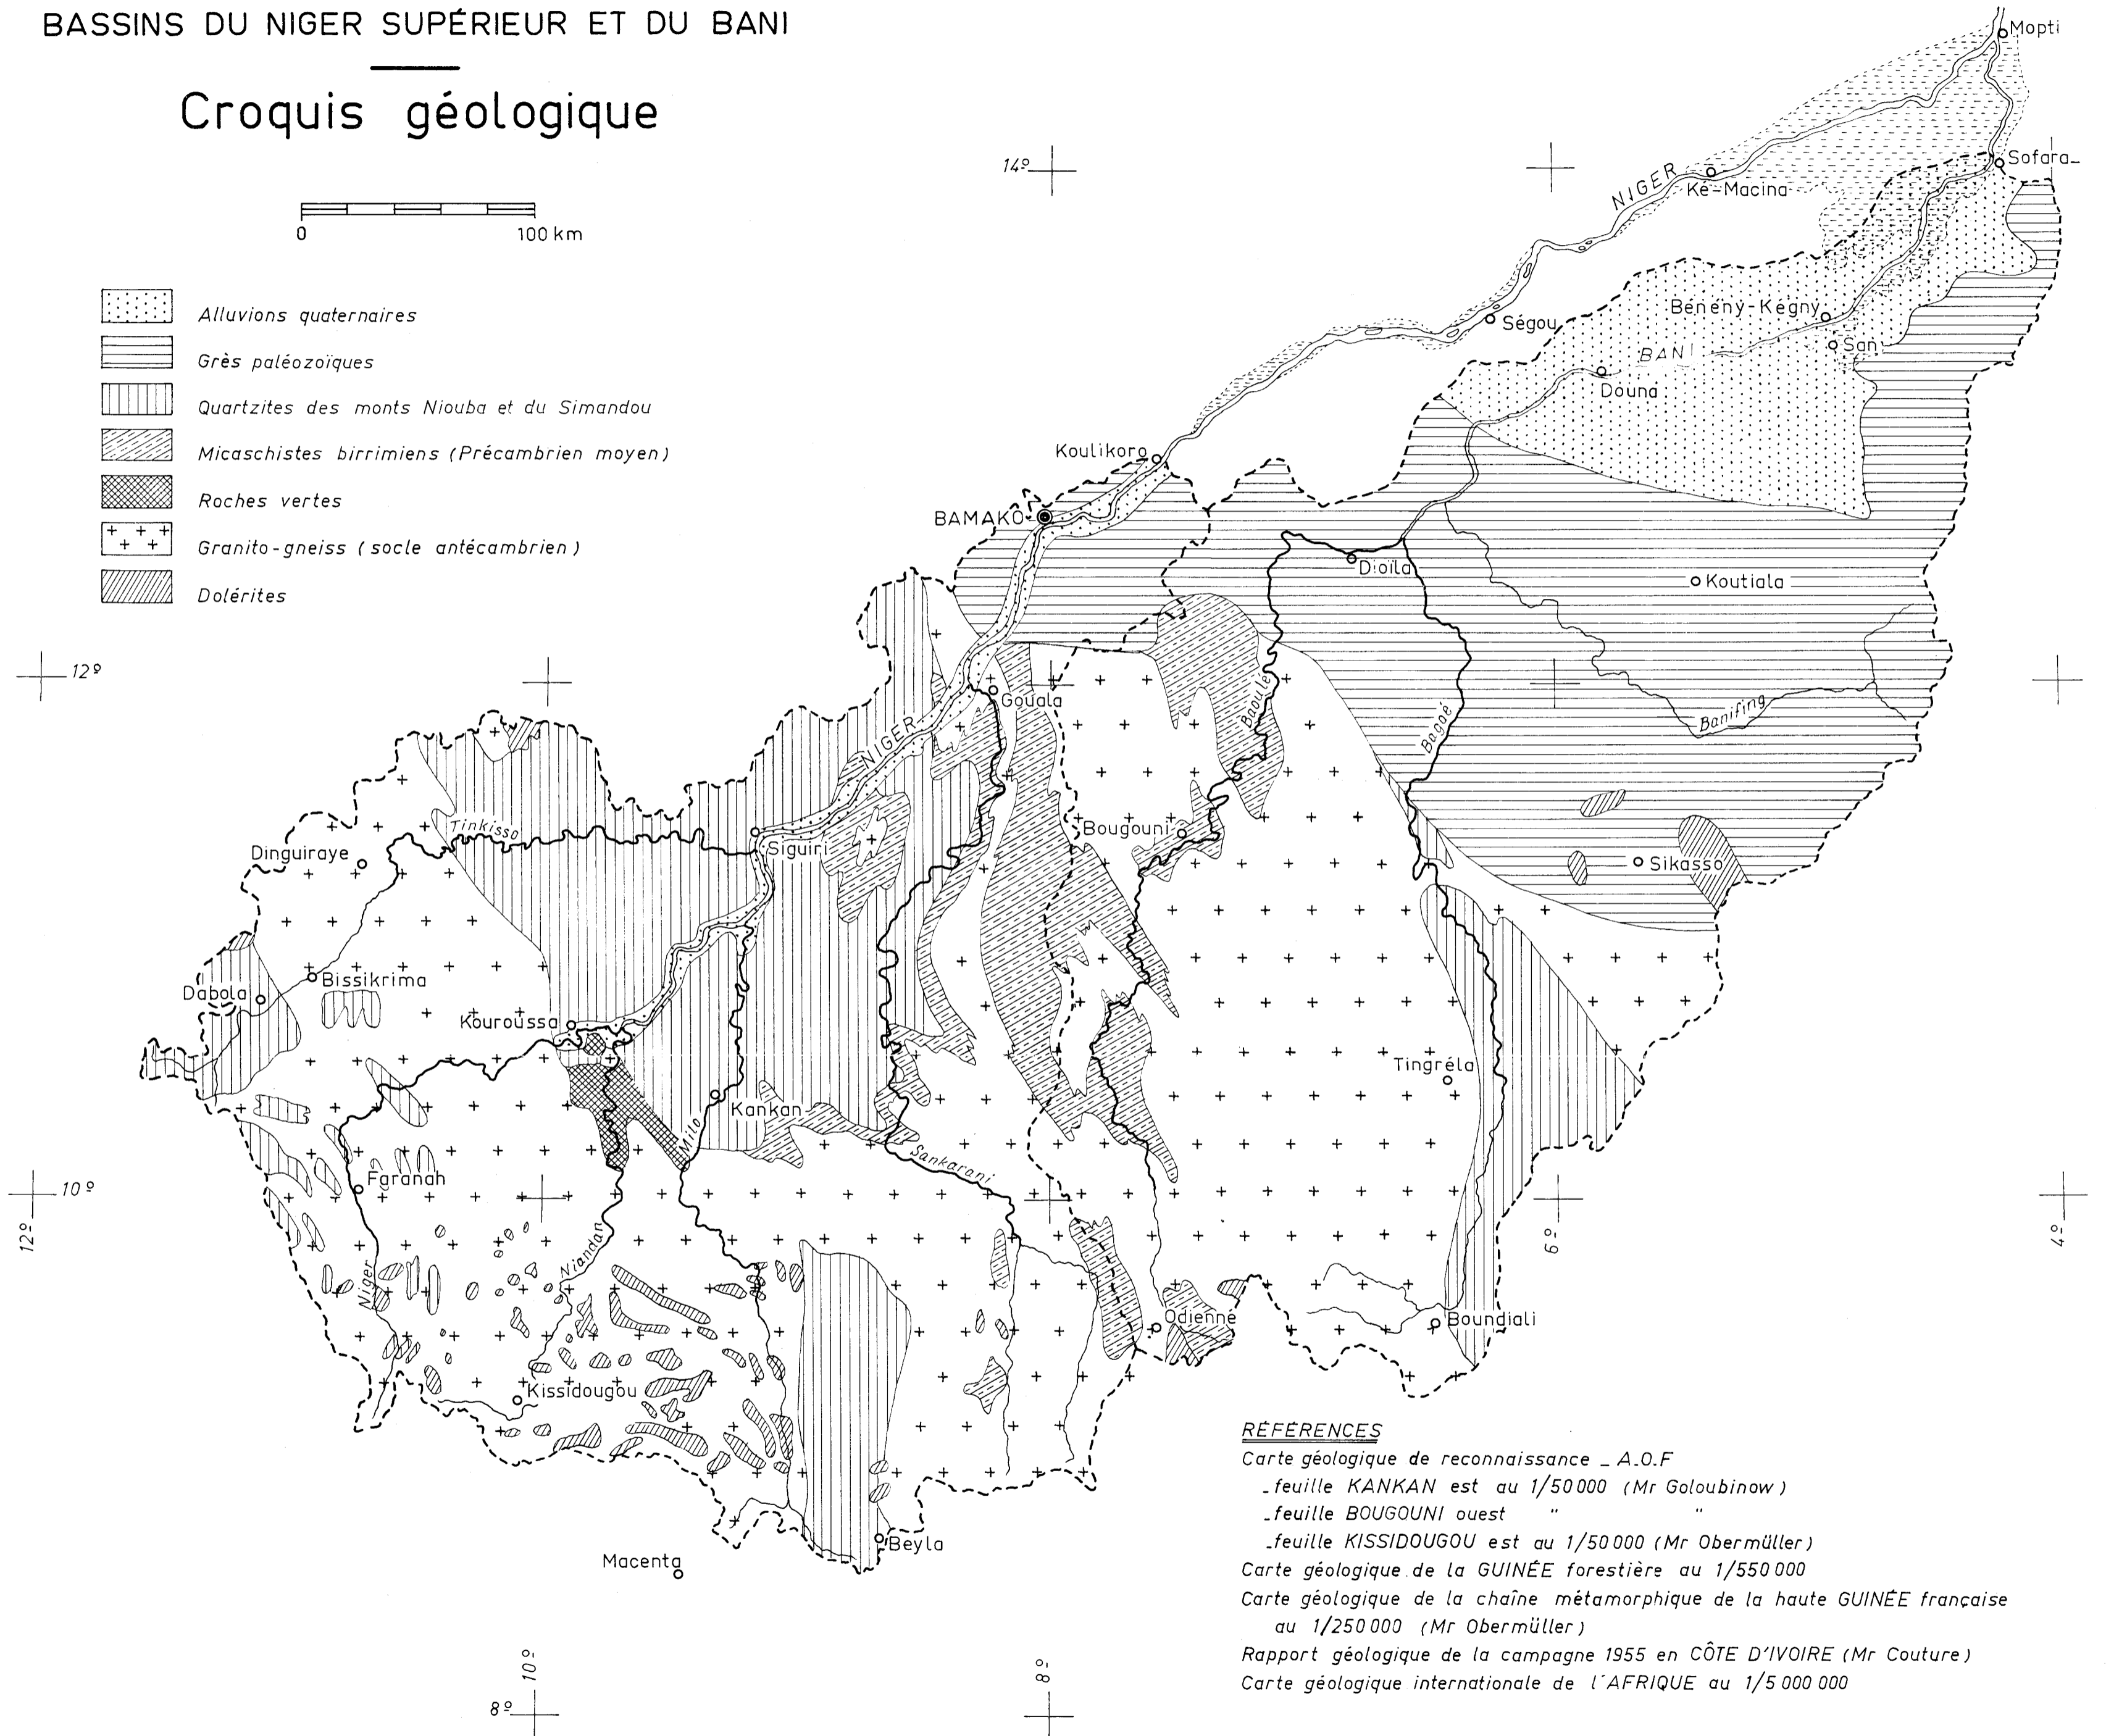 BASSINS DU NIGER SUPÉRIEUR ET DU BANI
Croquis géologique
0 100 km
Alluvions quaternaires
Grès paléozoïques
Quartzites des monts Niouba et du Simandou
Micaschistes birrimiens (Précambrien moyen)
Roches vertes
Granito-gneiss (socle antécambrien)
Dolérites
Mopti
14º
Sofara
NIGER
Ké-Macina
Bénény-Kégny
Ségou
San
BANI
Douna
Koulikoro
BAMAKO
Dioïla
Koutiala
12º
Gouala
Baoulé
Bagoé
Banifing
NIGER
Tinkisso
Siguiri
Bougouni
Dinguiraye
Sikasso
Bissikrima
Dabola
Kouroussa
Tingréla
Kankan
Milo
Sankarani
Faranah
10º
12º
Niandan
6º
4º
Niger
Odienné
Boundiali
Kissidougou
Beyla
Macenta
10º
8º
8º
RÉFÉRENCES
Carte géologique de reconnaissance _ A.O.F
_feuille KANKAN est au 1/50 000 (Mr Goloubinow)
_feuille BOUGOUNI ouest " "
_feuille KISSIDOUGOU est au 1/50 000 (Mr Obermüller)
Carte géologique de la GUINÉE forestière au 1/550 000
Carte géologique de la chaîne métamorphique de la haute GUINÉE française
au 1/250 000 (Mr Obermüller)
Rapport géologique de la campagne 1955 en CÔTE D'IVOIRE (Mr Couture)
Carte géologique internationale de l'AFRIQUE au 1/5 000 000